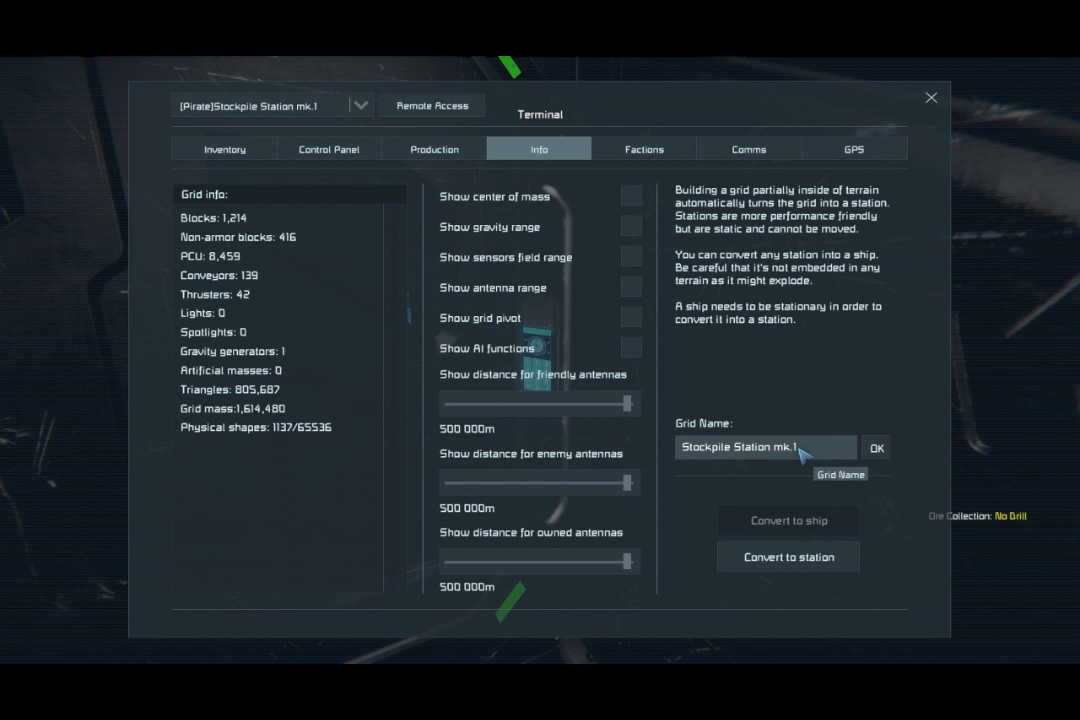 [Pirate]Stockpile Station mk.1
Remote Access
Terminal
Inventory
Control Panel
Production
Info
Factions
Comms
GPS
Grid info:
Blocks: 1,214
Non-armor blocks: 416
PCU: 8,459
Conveyors: 139
Thrusters: 42
Lights: 0
Spotlights: 0
Gravity generators: 1
Artificial masses: 0
Triangles: 805,687
Grid mass:1,614,480
Physical shapes: 1137/65536
Show center of mass
Show gravity range
Show sensors field range
Show antenna range
Show grid pivot
Show AI functions
Show distance for friendly antennas
500 000m
Show distance for enemy antennas
500 000m
Show distance for owned antennas
500 000m
Building a grid partially inside of terrain
automatically turns the grid into a station.
Stations are more performance friendly
but are static and cannot be moved.
You can convert any station into a ship.
Be careful that it's not embedded in any
terrain as it might explode.
A ship needs to be stationary in order to
convert it into a station.
Grid Name:
Stockpile Station mk.1
OK
Grid Name
Convert to ship
Convert to station
Ore Collection: No Drill